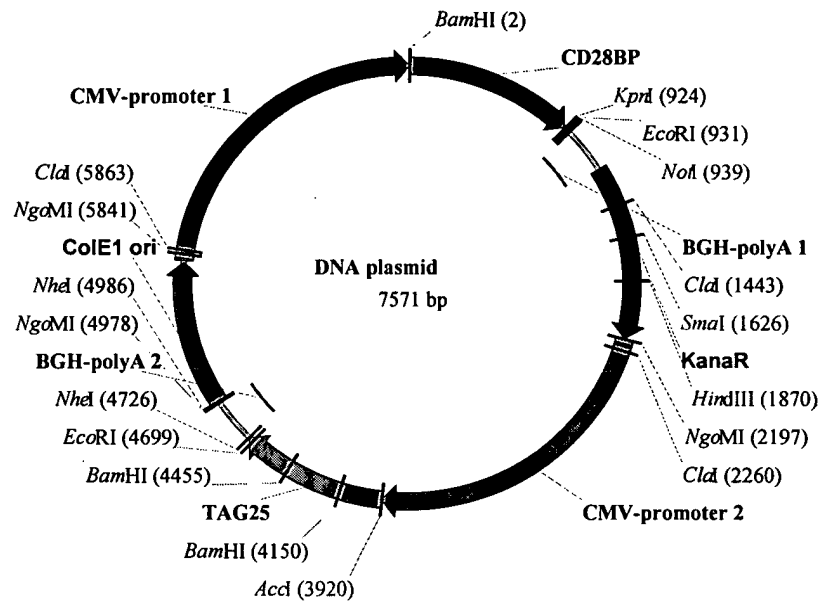 BamHI (2)
CD28BP
CMV-promoter 1
KpnI (924)
EcoRI (931)
NotI (939)
ClaI (5863)
NgoMI (5841)
ColE1 ori
DNA plasmid
7571 bp
BGH-polyA 1
NheI (4986)
ClaI (1443)
NgoMI (4978)
SmaI (1626)
BGH-polyA 2
KanaR
NheI (4726)
HindIII (1870)
EcoRI (4699)
NgoMI (2197)
BamHI (4455)
ClaI (2260)
TAG25
CMV-promoter 2
BamHI (4150)
AccI (3920)